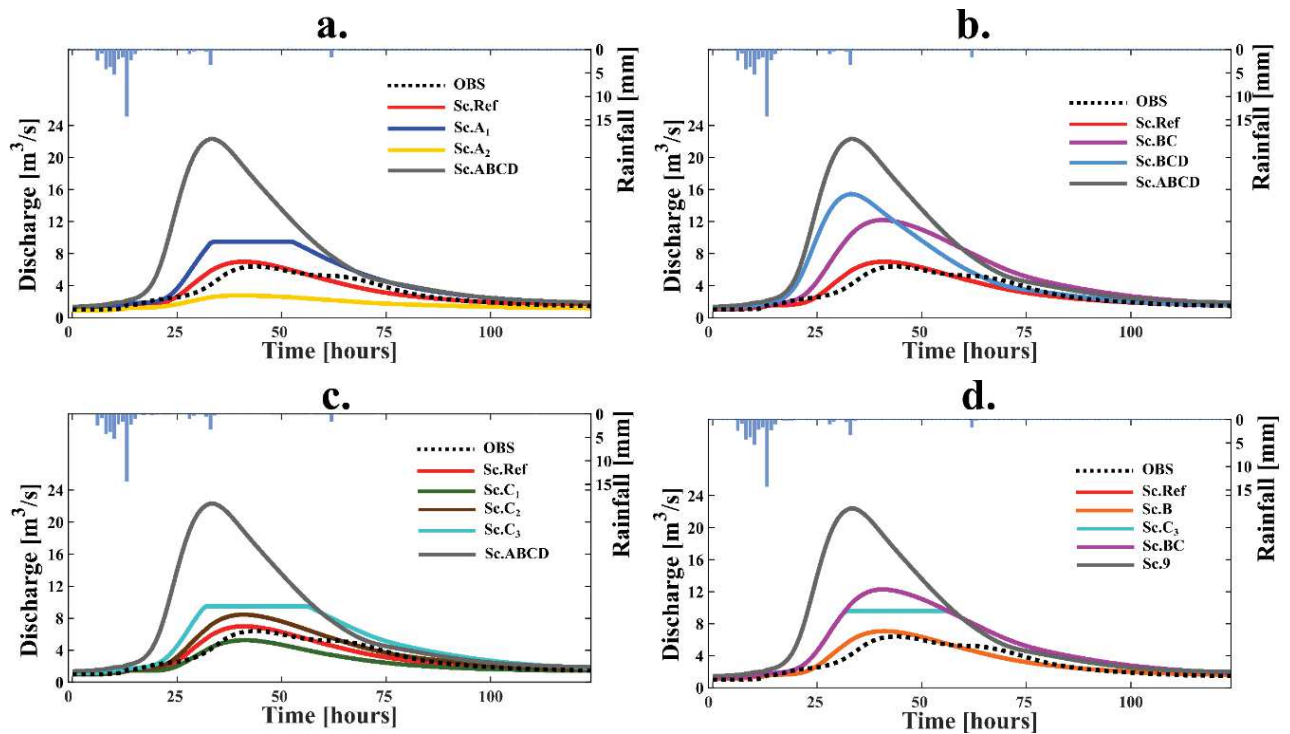 a.
0
5
10
15
Rainfall [mm]
OBS
Sc.Ref
Sc.A₁
Sc.A₂
Sc.ABCD
24
20
16
12
8
4
0
Discharge [m³/s]
0 25 50 75 100
Time [hours]
b.
0
5
10
15
Rainfall [mm]
OBS
Sc.Ref
Sc.BC
Sc.BCD
Sc.ABCD
24
20
16
12
8
4
0
Discharge [m³/s]
0 25 50 75 100
Time [hours]
c.
0
5
10
15
Rainfall [mm]
OBS
Sc.Ref
Sc.C₁
Sc.C₂
Sc.C₃
Sc.ABCD
24
20
16
12
8
4
0
Discharge [m³/s]
0 25 50 75 100
Time [hours]
d.
0
5
10
15
Rainfall [mm]
OBS
Sc.Ref
Sc.B
Sc.C₃
Sc.BC
Sc.9
24
20
16
12
8
4
0
Discharge [m³/s]
0 25 50 75 100
Time [hours]